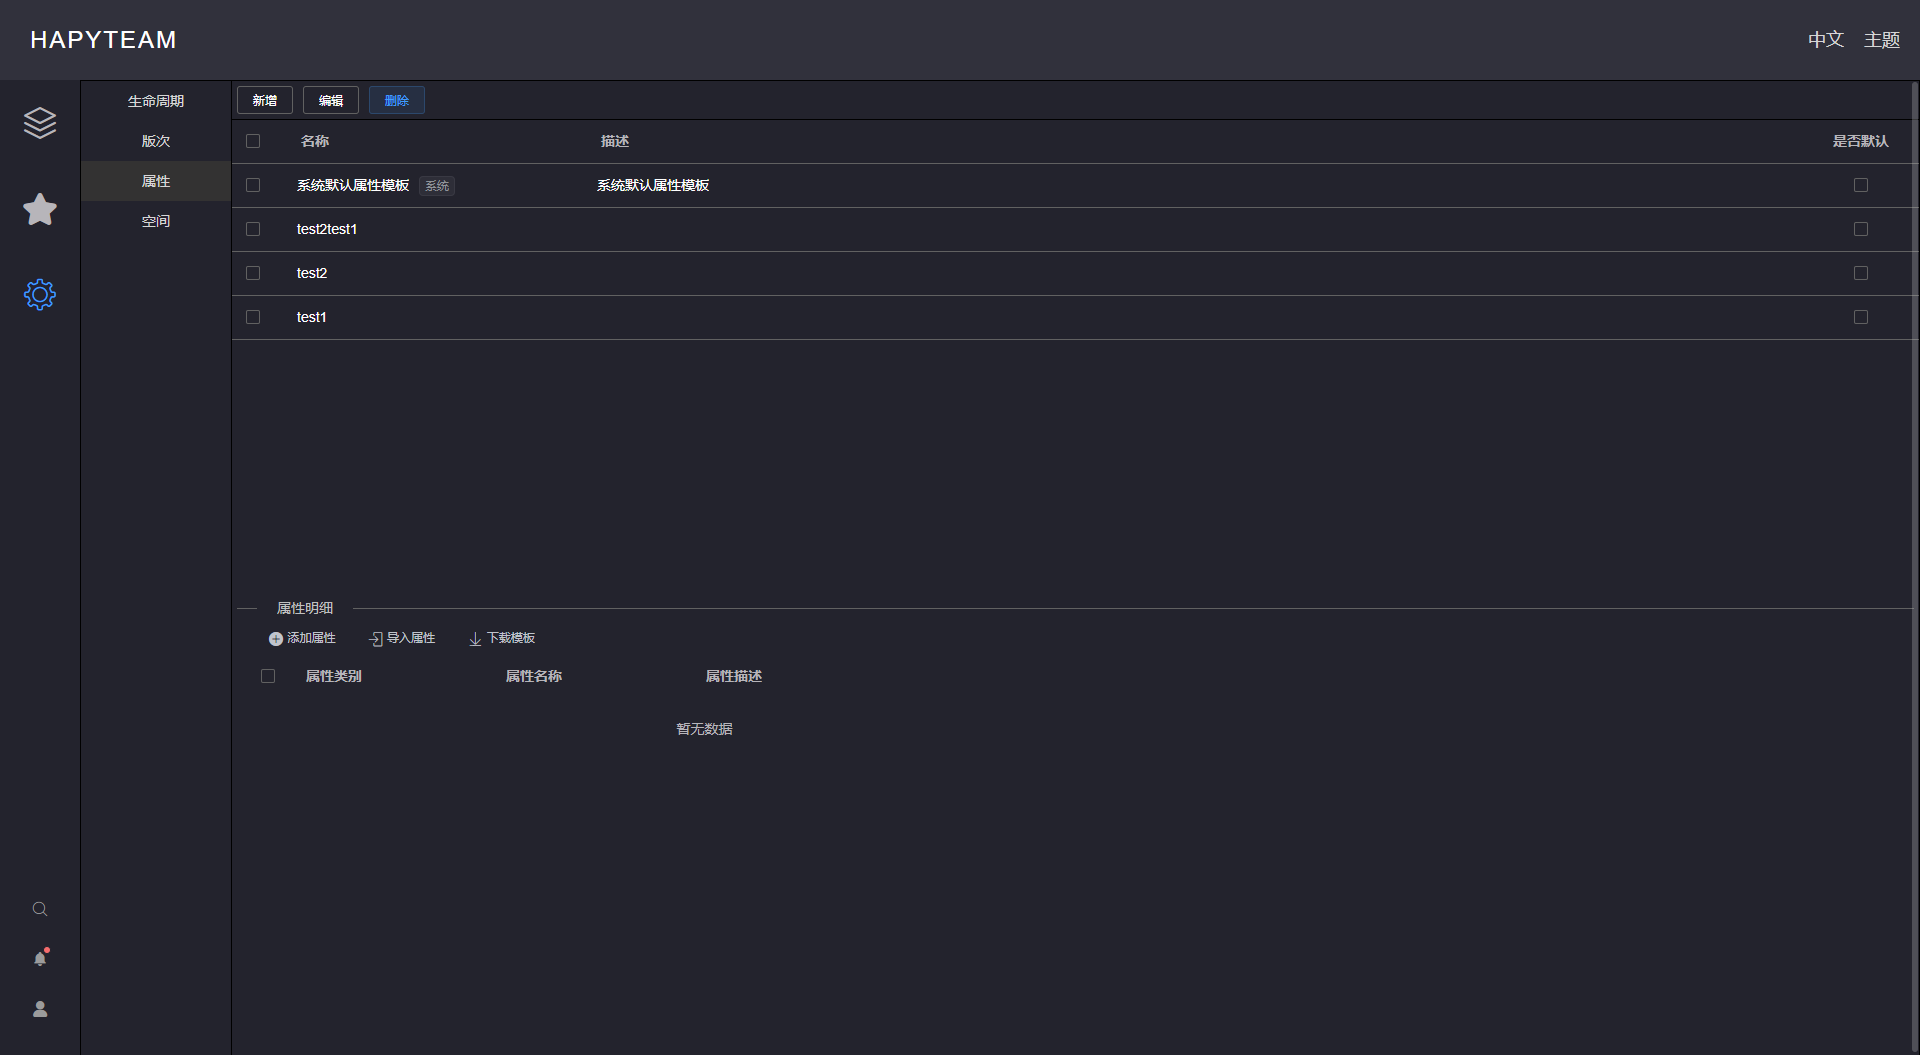 HAPYTEAM
中文 主题
生命周期
版次
属性
空间
新增 编辑 删除
名称 描述 是否默认
系统默认属性模板 系统 系统默认属性模板
test2test1
test2
test1
属性明细
添加属性 导入属性 下载模板
属性类别 属性名称 属性描述
暂无数据